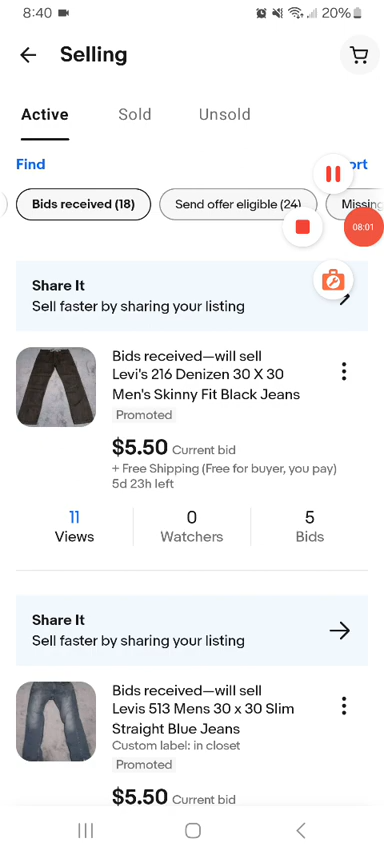 8:40
20%
Selling
Active Sold Unsold
Find ort
Bids received (18) Send offer eligible (24) Missing
08:01
Share It
Sell faster by sharing your listing
Bids received—will sell
Levi's 216 Denizen 30 X 30
Men's Skinny Fit Black Jeans
Promoted
$5.50 Current bid
+ Free Shipping (Free for buyer, you pay)
5d 23h left
11 0 5
Views Watchers Bids
Share It
Sell faster by sharing your listing
Bids received—will sell
Levis 513 Mens 30 x 30 Slim
Straight Blue Jeans
Custom label: in closet
Promoted
$5.50 Current bid